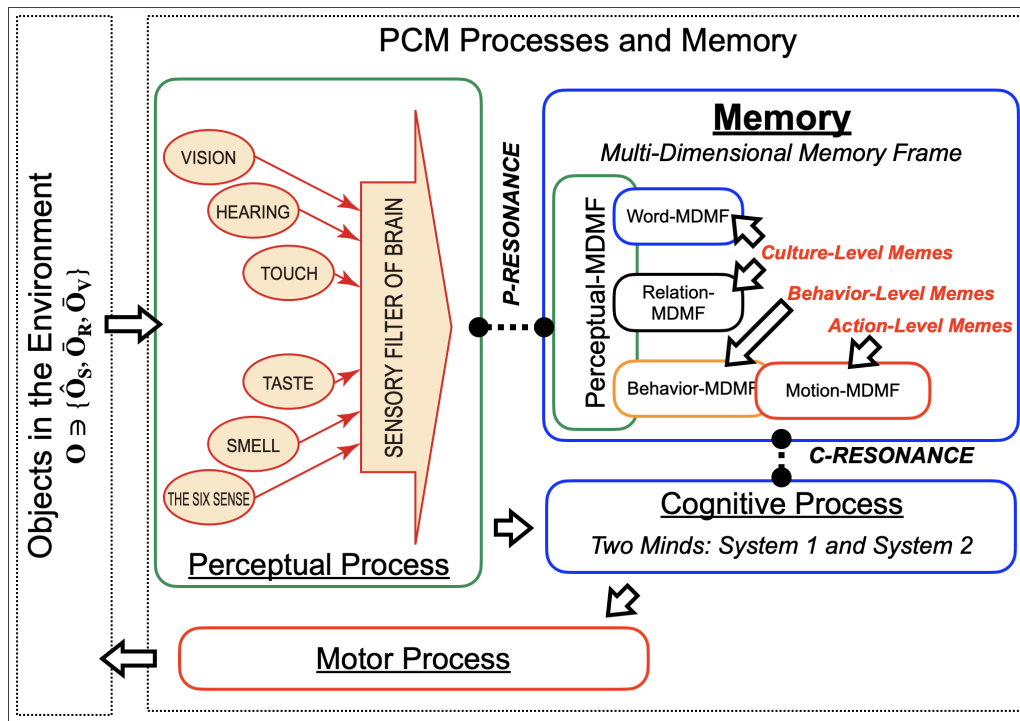 PCM Processes and Memory
Objects in the Environment
O ∋ {Ô_S, Ō_R, Ō_V}
VISION
HEARING
TOUCH
TASTE
SMELL
THE SIX SENSE
SENSORY FILTER OF BRAIN
Perceptual Process
P-RESONANCE
Memory
Multi-Dimensional Memory Frame
Perceptual-MDMF
Word-MDMF
Relation-
MDMF
Behavior-MDMF
Motion-MDMF
Culture-Level Memes
Behavior-Level Memes
Action-Level Memes
C-RESONANCE
Cognitive Process
Two Minds: System 1 and System 2
Motor Process